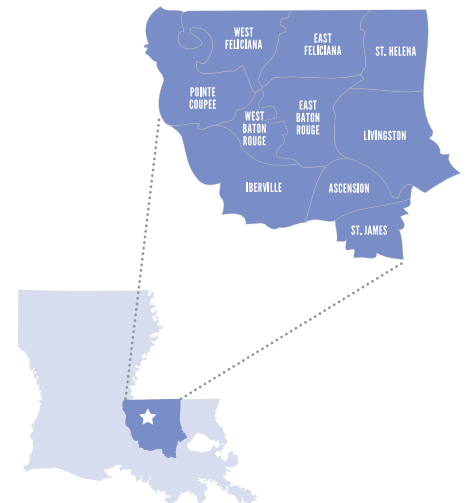 WEST
FELICIANA
EAST
FELICIANA
ST. HELENA
POINTE
COUPEE
WEST
BATON
ROUGE
EAST
BATON
ROUGE
LIVINGSTON
IBERVILLE
ASCENSION
ST. JAMES